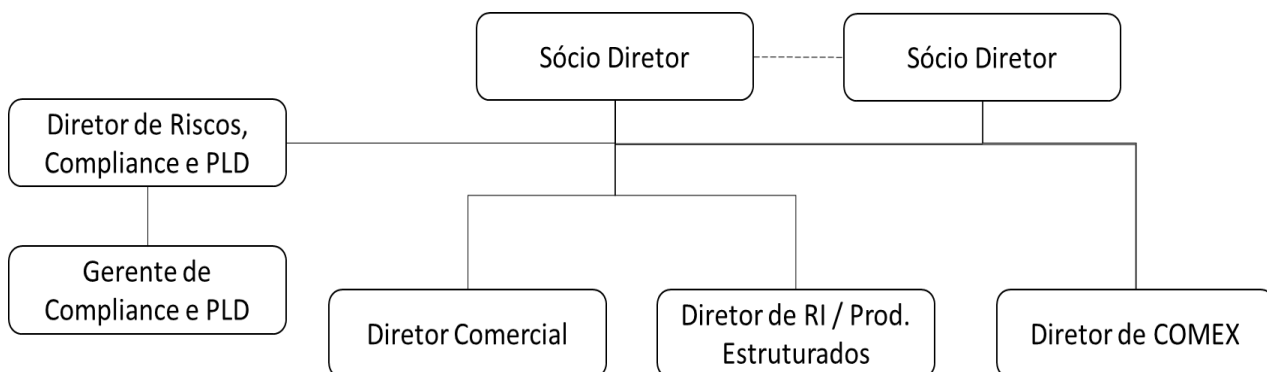 Sócio Diretor
Sócio Diretor
Diretor de Riscos,
Compliance e PLD
Gerente de
Compliance e PLD
Diretor Comercial
Diretor de RI / Prod.
Estruturados
Diretor de COMEX